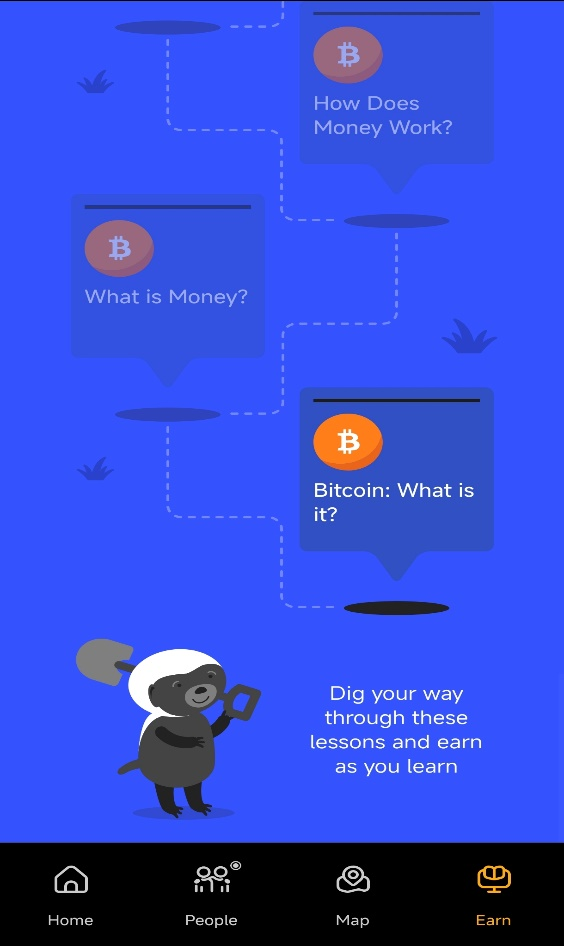 How Does
Money Work?
What is Money?
Bitcoin: What is
it?
Dig your way
through these
lessons and earn
as you learn
Home
People
Map
Earn